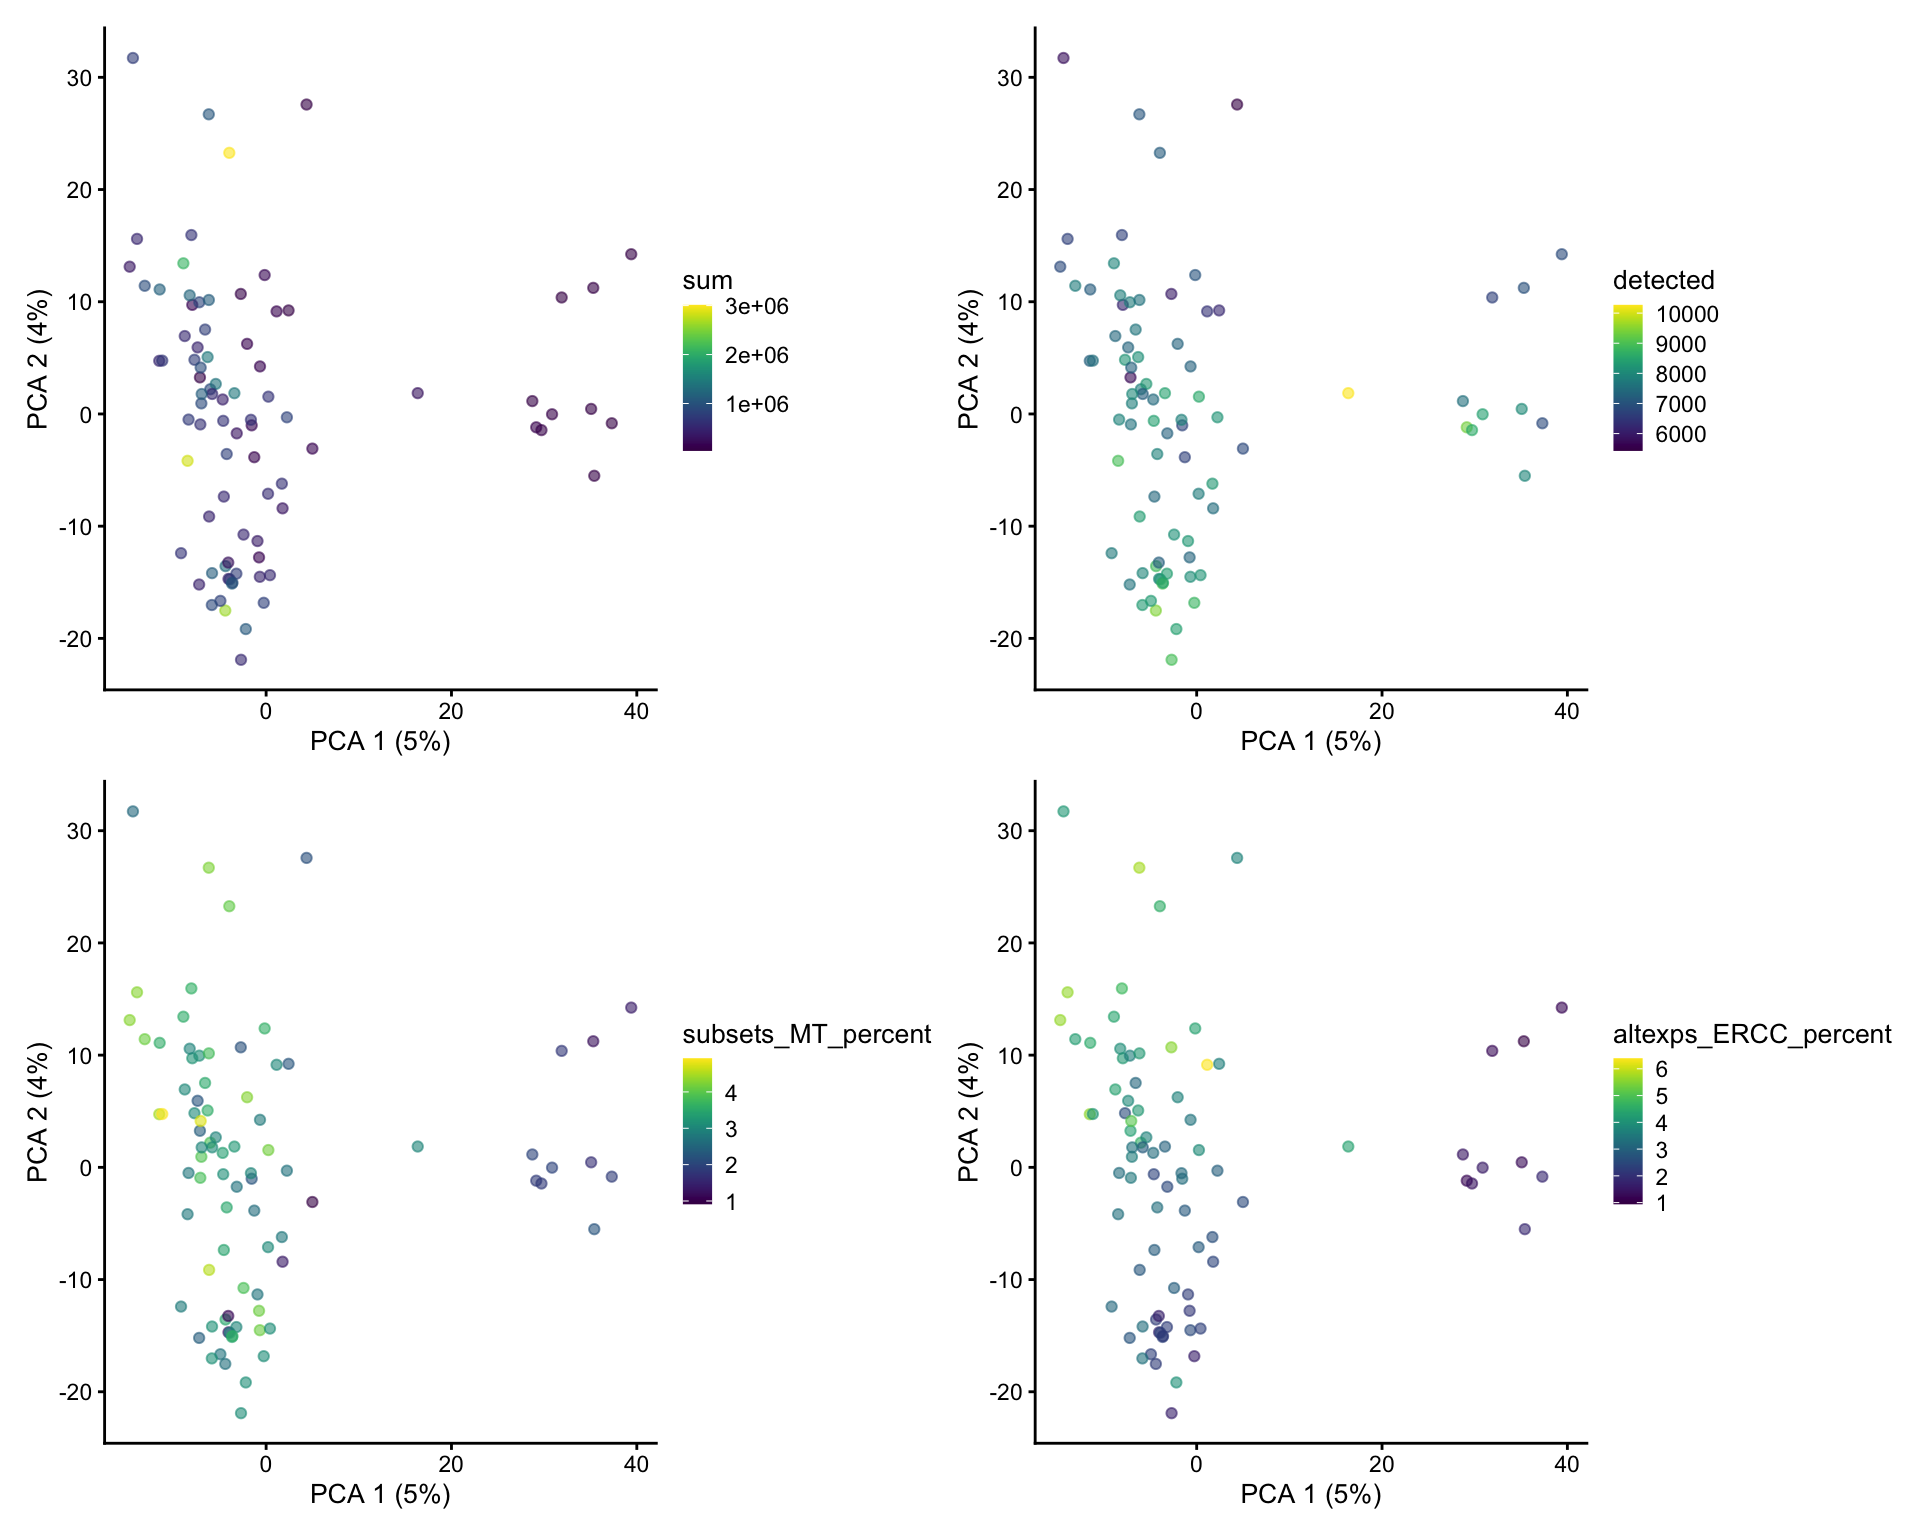 30
20
10
0
-10
-20
PCA 2 (4%)
0 20 40
PCA 1 (5%)
sum
3e+06
2e+06
1e+06
30
20
10
0
-10
-20
PCA 2 (4%)
0 20 40
PCA 1 (5%)
detected
10000
9000
8000
7000
6000
30
20
10
0
-10
-20
PCA 2 (4%)
0 20 40
PCA 1 (5%)
subsets_MT_percent
4
3
2
1
30
20
10
0
-10
-20
PCA 2 (4%)
0 20 40
PCA 1 (5%)
altexps_ERCC_percent
6
5
4
3
2
1